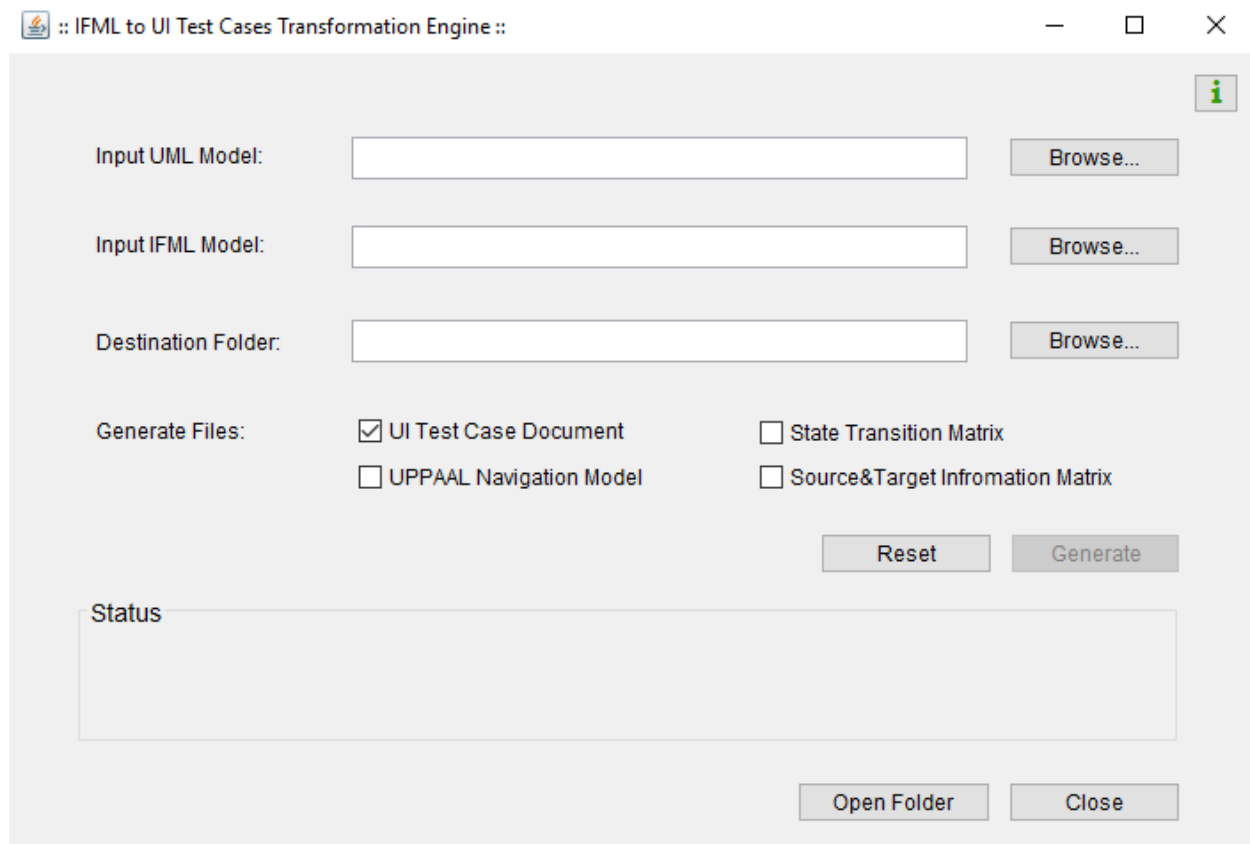 :: IFML to UI Test Cases Transformation Engine ::
i
Input UML Model:
Browse...
Input IFML Model:
Browse...
Destination Folder:
Browse...
Generate Files:
UI Test Case Document
State Transition Matrix
UPPAAL Navigation Model
Source&Target Infromation Matrix
Reset
Generate
Status
Open Folder
Close